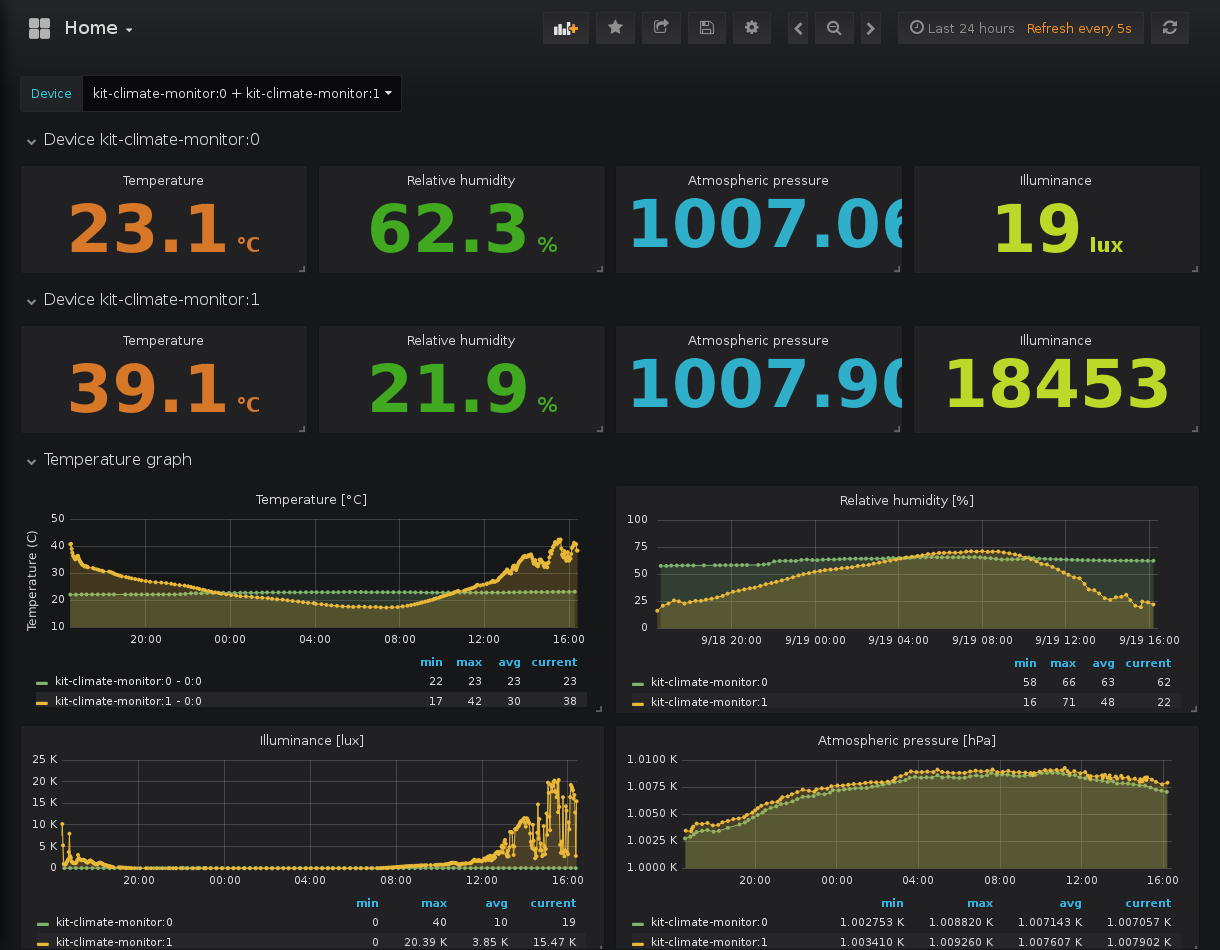 Home
Last 24 hours Refresh every 5s
Device kit-climate-monitor:0 + kit-climate-monitor:1
Device kit-climate-monitor:0
Temperature Relative humidity Atmospheric pressure Illuminance
23.1 °C 62.3 % 1007.06 19 lux
Device kit-climate-monitor:1
Temperature Relative humidity Atmospheric pressure Illuminance
39.1 °C 21.9 % 1007.90 18453
Temperature graph
Temperature [°C]
Temperature (C)
50
40
30
20
10
20:00 00:00 04:00 08:00 12:00 16:00
min max avg current
kit-climate-monitor:0 - 0:0 22 23 23 23
kit-climate-monitor:1 - 0:0 17 42 30 38
Relative humidity [%]
100
75
50
25
0
9/18 20:00 9/19 00:00 9/19 04:00 9/19 08:00 9/19 12:00 9/19 16:00
min max avg current
kit-climate-monitor:0 58 66 63 62
kit-climate-monitor:1 16 71 48 22
Illuminance [lux]
25 K
20 K
15 K
10 K
5 K
0
20:00 00:00 04:00 08:00 12:00 16:00
min max avg current
kit-climate-monitor:0 0 40 10 19
kit-climate-monitor:1 0 20.39 K 3.85 K 15.47 K
Atmospheric pressure [hPa]
1.0100 K
1.0075 K
1.0050 K
1.0025 K
1.0000 K
20:00 00:00 04:00 08:00 12:00 16:00
min max avg current
kit-climate-monitor:0 1.002753 K 1.008820 K 1.007143 K 1.007057 K
kit-climate-monitor:1 1.003410 K 1.009260 K 1.007607 K 1.007902 K